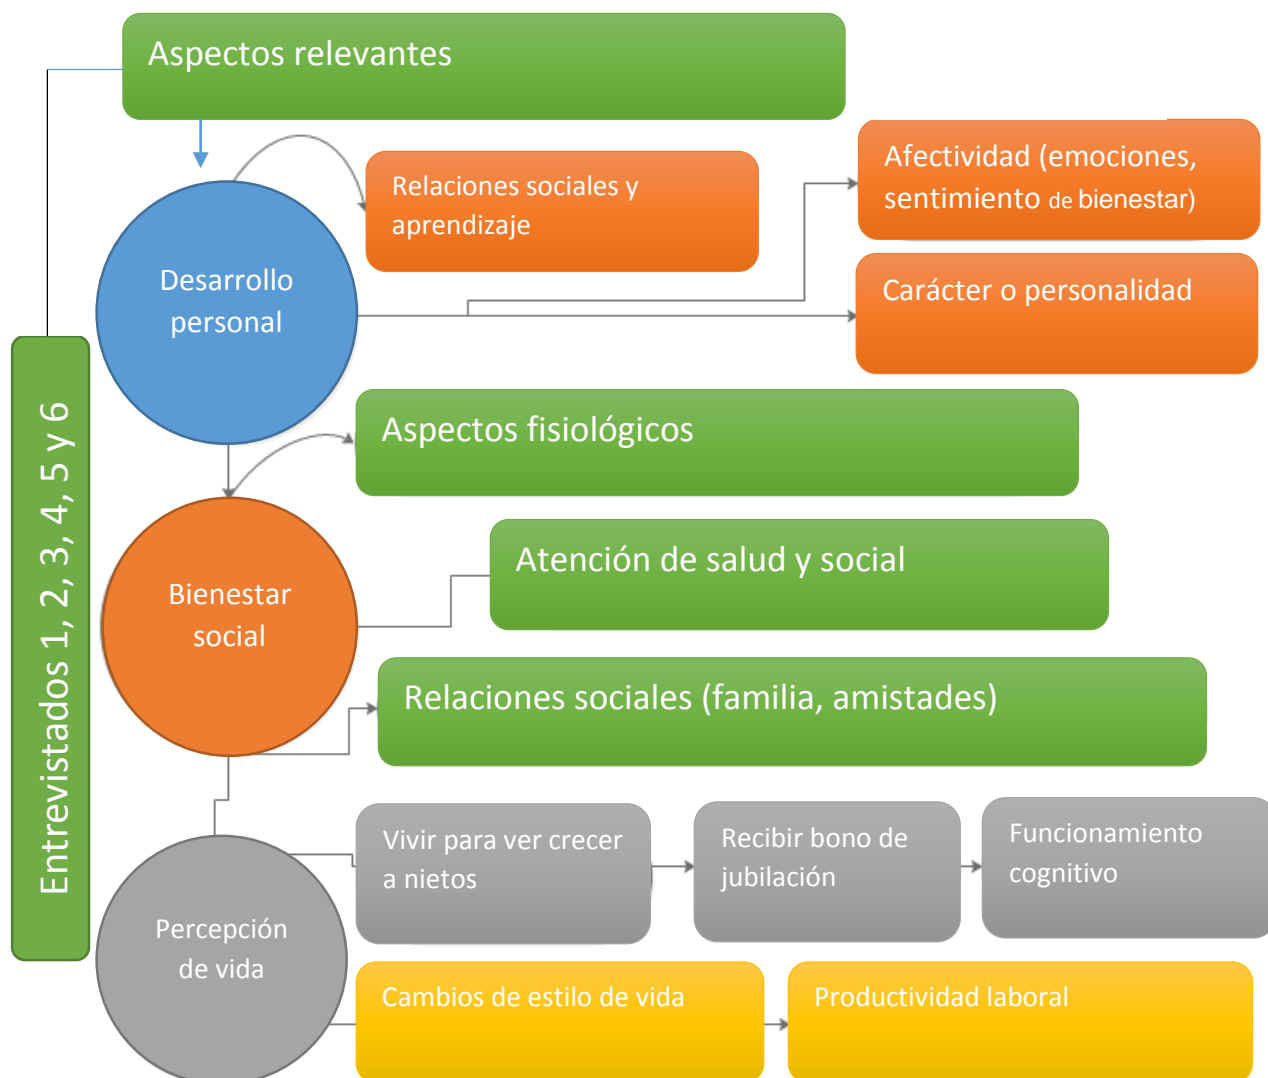 Aspectos relevantes
Relaciones sociales y
aprendizaje
Afectividad (emociones,
sentimiento de bienestar)
Desarrollo
personal
Carácter o personalidad
Entrevistados 1, 2, 3, 4, 5 y 6
Aspectos fisiológicos
Bienestar
social
Atención de salud y social
Relaciones sociales (familia, amistades)
Vivir para ver crecer
a nietos
Recibir bono de
jubilación
Funcionamiento
cognitivo
Percepción
de vida
Cambios de estilo de vida
Productividad laboral